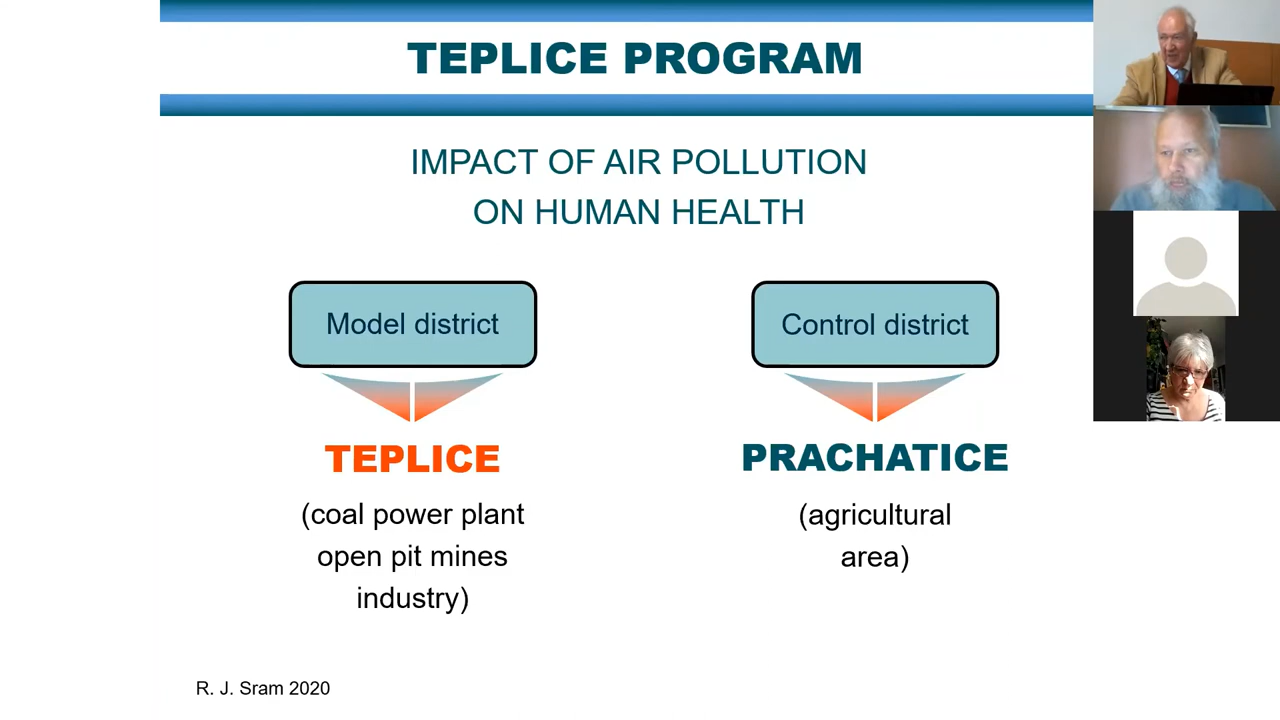 TEPLICE PROGRAM
IMPACT OF AIR POLLUTION
ON HUMAN HEALTH
Model district
Control district
TEPLICE
PRACHATICE
(coal power plant
open pit mines
industry)
(agricultural
area)
R. J. Sram 2020